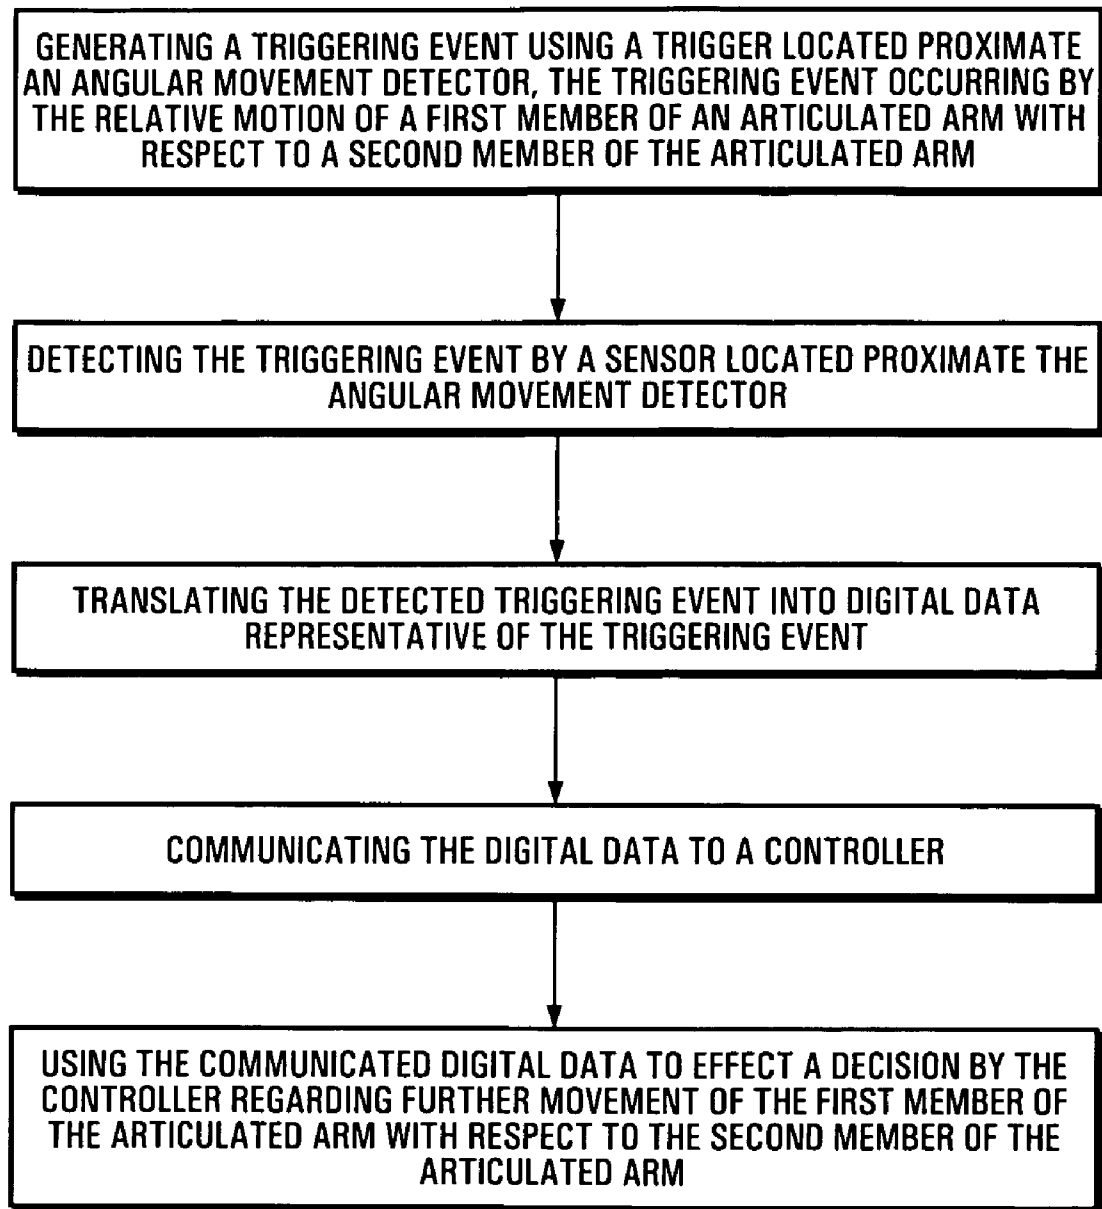 GENERATING A TRIGGERING EVENT USING A TRIGGER LOCATED PROXIMATE
AN ANGULAR MOVEMENT DETECTOR, THE TRIGGERING EVENT OCCURRING BY
THE RELATIVE MOTION OF A FIRST MEMBER OF AN ARTICULATED ARM WITH
RESPECT TO A SECOND MEMBER OF THE ARTICULATED ARM
DETECTING THE TRIGGERING EVENT BY A SENSOR LOCATED PROXIMATE THE
ANGULAR MOVEMENT DETECTOR
TRANSLATING THE DETECTED TRIGGERING EVENT INTO DIGITAL DATA
REPRESENTATIVE OF THE TRIGGERING EVENT
COMMUNICATING THE DIGITAL DATA TO A CONTROLLER
USING THE COMMUNICATED DIGITAL DATA TO EFFECT A DECISION BY THE
CONTROLLER REGARDING FURTHER MOVEMENT OF THE FIRST MEMBER OF
THE ARTICULATED ARM WITH RESPECT TO THE SECOND MEMBER OF THE
ARTICULATED ARM